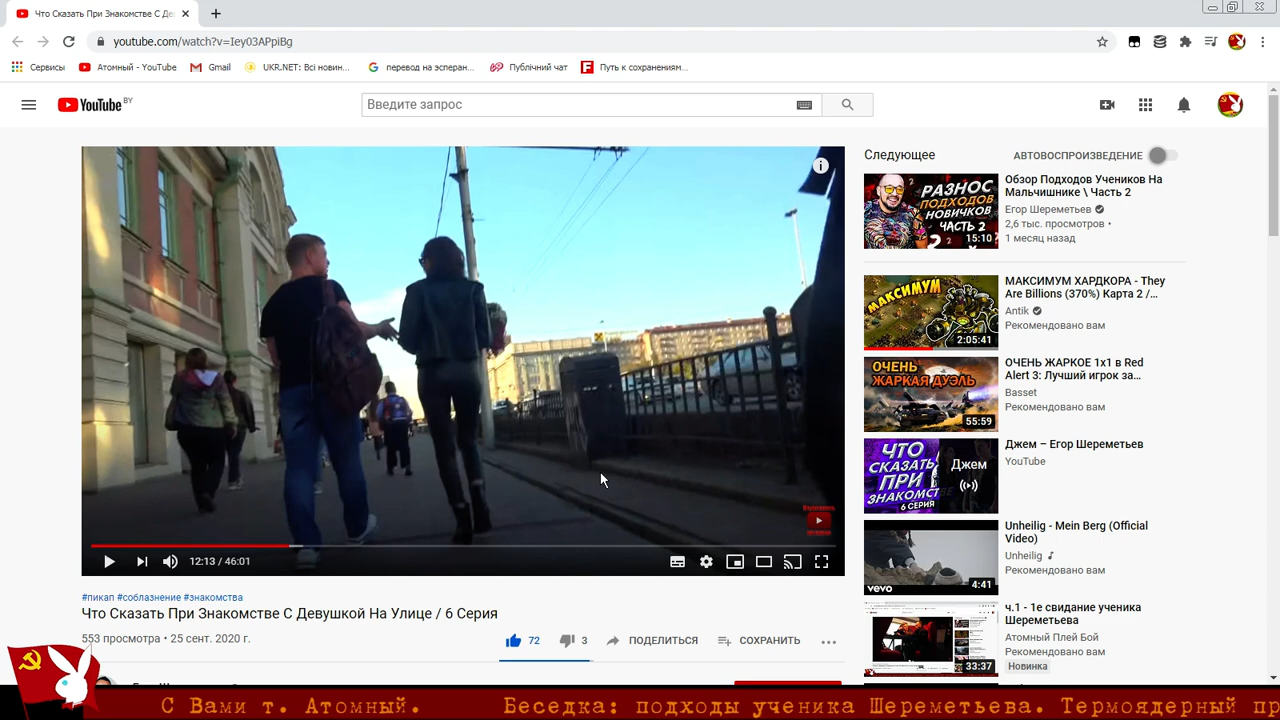 Что Сказать При Знакомстве С Де
youtube.com/watch?v=Iey03APpiBg
Сервисы
Атомный - YouTube
Gmail
UKR.NET: Всі новин...
перевод на эсперан...
Публічний чат
Путь к сохранениям...
YouTube BY
Введите запрос
Следующее
АВТОВОСПРОИЗВЕДЕНИЕ
РАЗНОС
ПОДХОДОВ
НОВИЧКОВ
ЧАСТЬ 2
15:10
Обзор Подходов Учеников На
Мальчишнике \ Часть 2
Егор Шереметьев
2,6 тыс. просмотров •
1 месяц назад
МАКСИМУМ
2:05:41
МАКСИМУМ ХАРДКОРА - They
Are Billions (370%) Карта 2 /...
Antik
Рекомендовано вам
ОЧЕНЬ
ЖАРКАЯ ДУЭЛЬ
55:59
ОЧЕНЬ ЖАРКОЕ 1x1 в Red
Alert 3: Лучший игрок за...
Basset
Рекомендовано вам
ЧТО
СКАЗАТЬ
ПРИ
ЗНАКОМСТ
6 СЕРИЯ
Джем
Джем – Егор Шереметьев
YouTube
vevo
4:41
Unheilig - Mein Berg (Official
Video)
Unheilig
Рекомендовано вам
33:37
ч.1 - 1е свидание ученика
Шереметьева
Атомный Плей Бой
Рекомендовано вам
Новинка
12:13 / 46:01
#пикап #соблазнение #знакомства
Что Сказать При Знакомстве С Девушкой На Улице / 6 Серия
553 просмотра • 25 сент. 2020 г.
72
3
ПОДЕЛИТЬСЯ
СОХРАНИТЬ
С Вами т. Атомный. Беседка: подходы ученика Шереметьева. Термоядерный пр